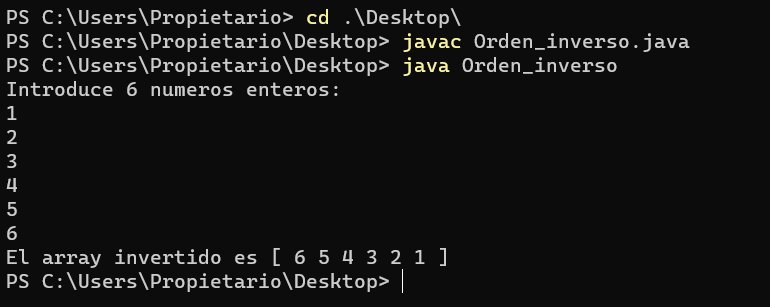 PS C:\Users\Propietario> cd .\Desktop\
PS C:\Users\Propietario\Desktop> javac Orden_inverso.java
PS C:\Users\Propietario\Desktop> java Orden_inverso
Introduce 6 numeros enteros:
1
2
3
4
5
6
El array invertido es [ 6 5 4 3 2 1 ]
PS C:\Users\Propietario\Desktop>